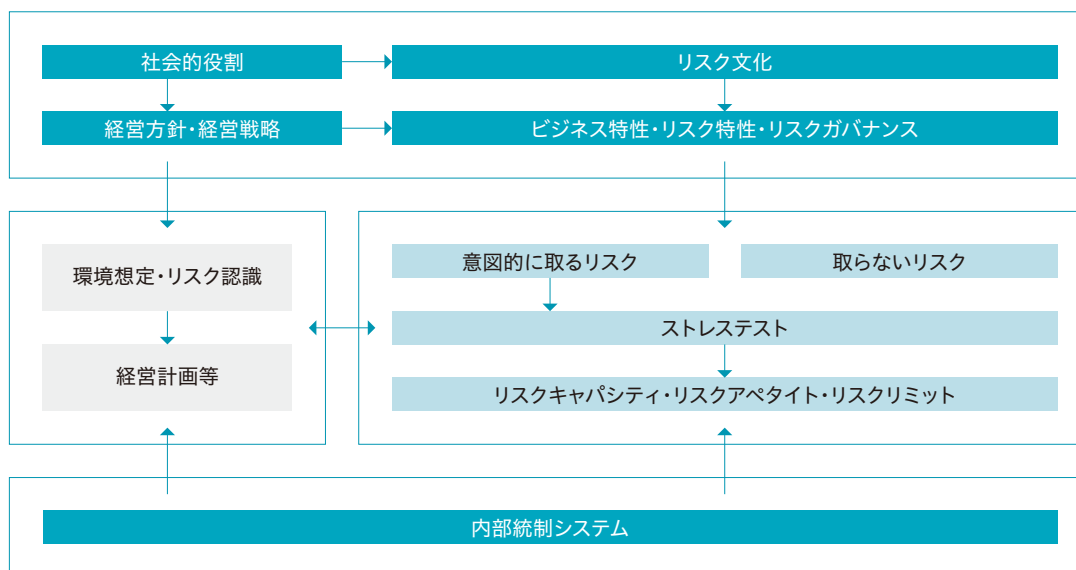 社会的役割
リスク文化
経営方針・経営戦略
ビジネス特性・リスク特性・リスクガバナンス
環境想定・リスク認識
経営計画等
意図的に取るリスク
取らないリスク
ストレステスト
リスクキャパシティ・リスクアペタイト・リスクリミット
内部統制システム